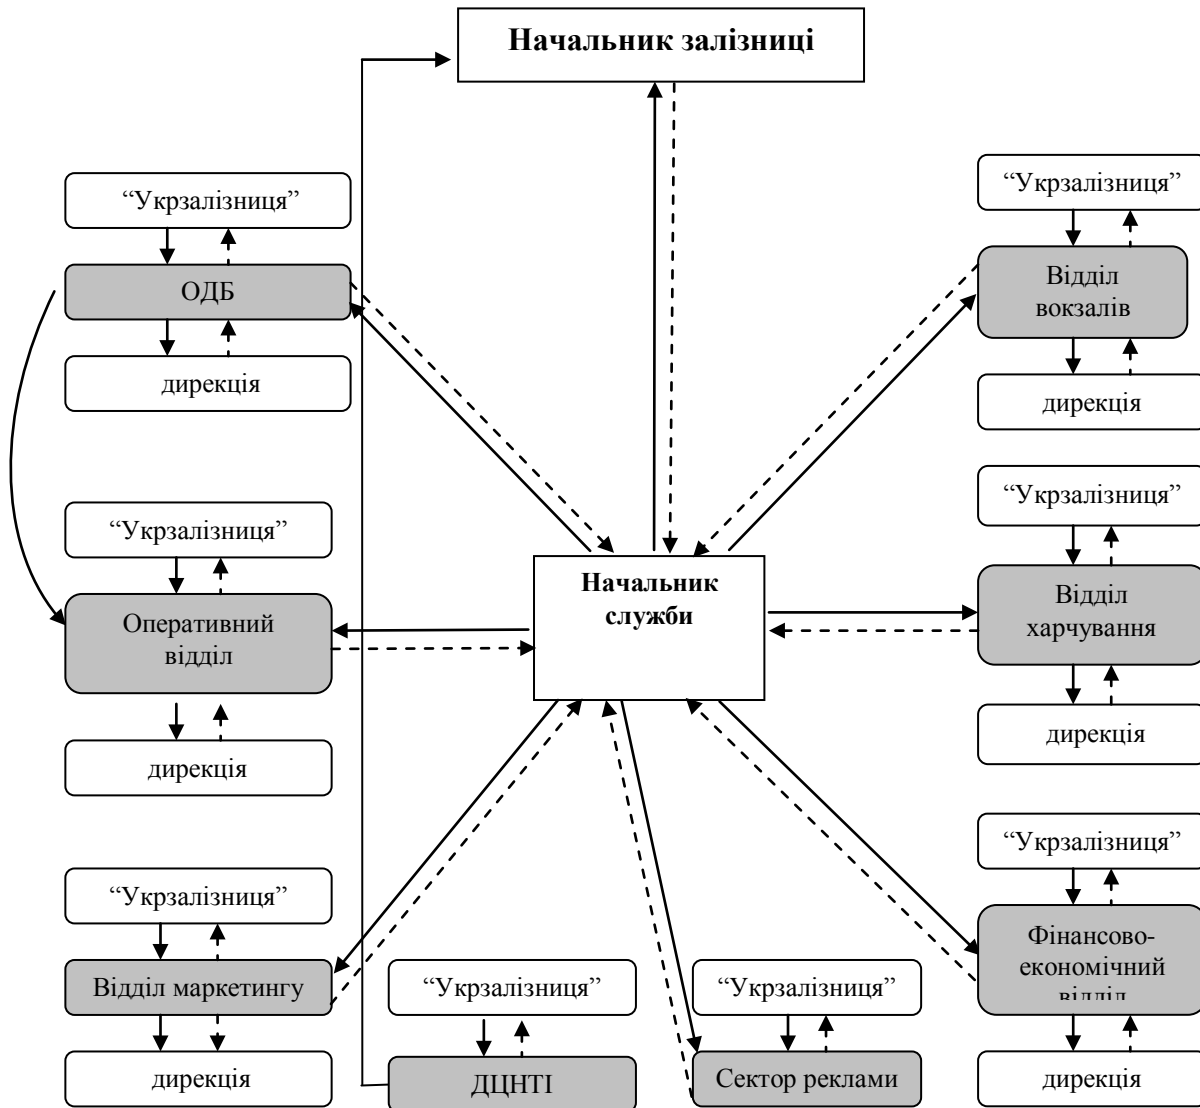 Начальник залізниці
“Укрзалізниця”
ОДБ
дирекція
“Укрзалізниця”
Відділ
вокзалів
дирекція
“Укрзалізниця”
Оперативний
відділ
дирекція
Начальник
служби
“Укрзалізниця”
Відділ
харчування
дирекція
“Укрзалізниця”
Відділ маркетингу
дирекція
“Укрзалізниця”
ДЦНТІ
“Укрзалізниця”
Сектор реклами
“Укрзалізниця”
Фінансово-
економічний
відділ
дирекція